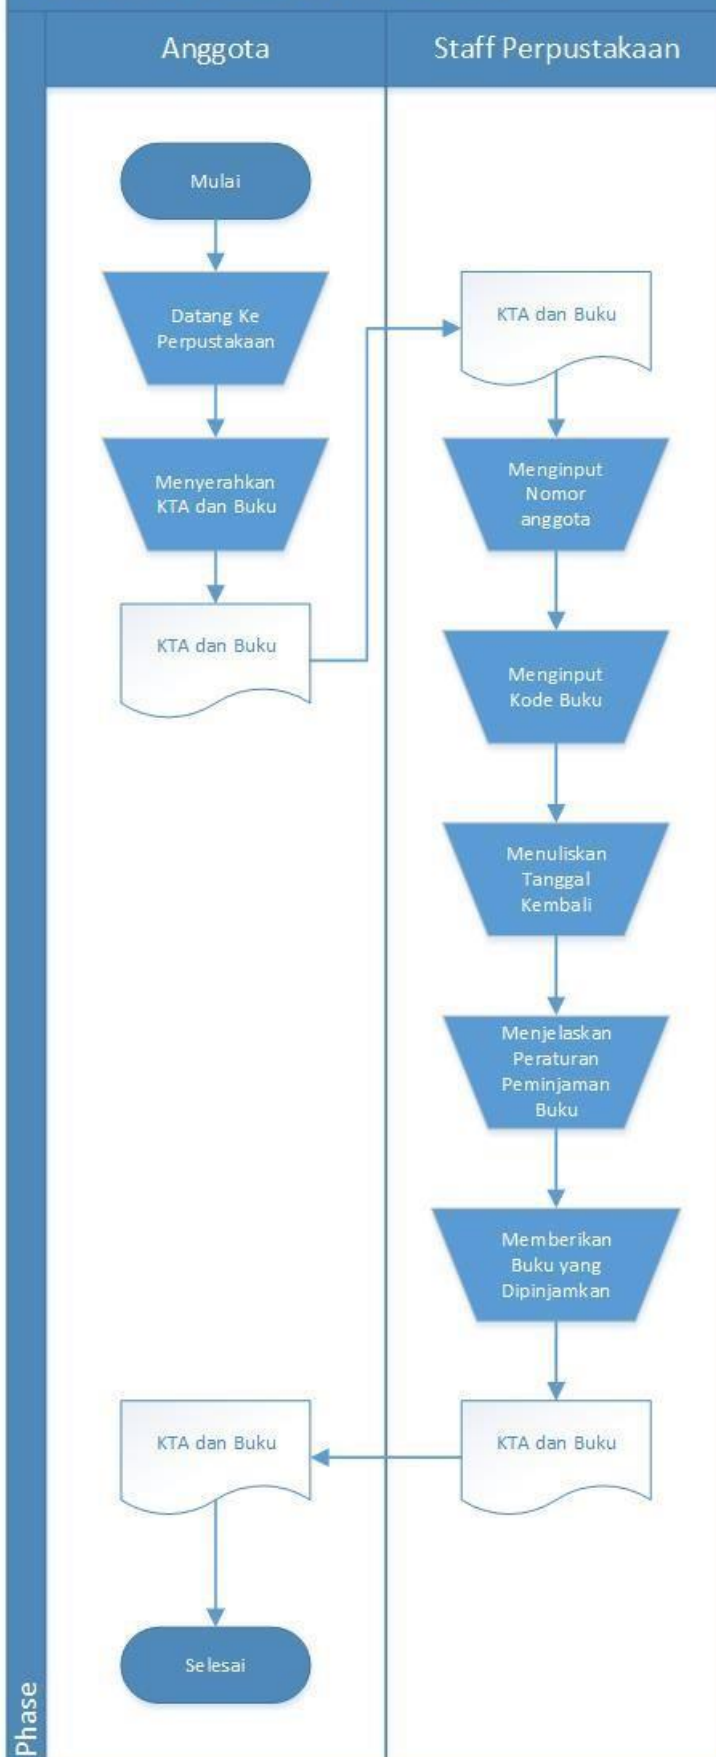 Anggota
Staff Perpustakaan
Mulai
Datang Ke
Perpustakaan
Menyerahkan
KTA dan Buku
KTA dan Buku
KTA dan Buku
Menginput
Nomor
anggota
Menginput
Kode Buku
Menuliskan
Tanggal
Kembali
Menjelaskan
Peraturan
Peminjaman
Buku
Memberikan
Buku yang
Dipinjamkan
KTA dan Buku
KTA dan Buku
Selesai
Phase